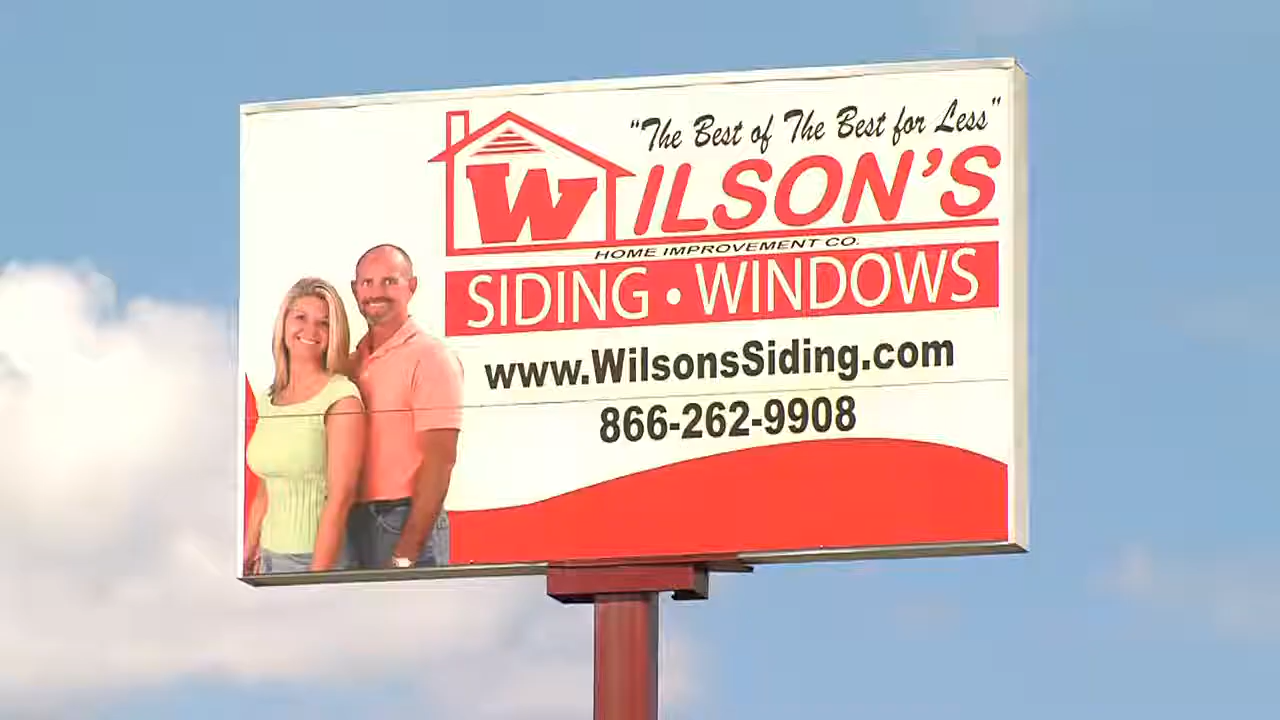 "The Best of The Best for Less"
WILSON'S
HOME IMPROVEMENT CO.
SIDING • WINDOWS
www.WilsonsSiding.com
866-262-9908